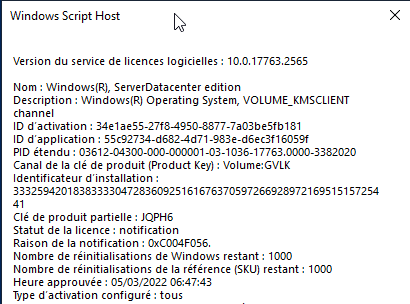 Windows Script Host
Version du service de licences logicielles : 10.0.17763.2565
Nom : Windows(R), ServerDatacenter edition
Description : Windows(R) Operating System, VOLUME_KMSCLIENT
channel
ID d'activation : 34e1ae55-27f8-4950-8877-7a03be5fb181
ID d'application : 55c92734-d682-4d71-983e-d6ec3f16059f
PID étendu : 03612-04300-000-000001-03-1036-17763.0000-3382020
Canal de la clé de produit (Product Key) : Volume:GVLK
Identificateur d'installation :
3332594201838333304728360925161676370597266928972169515157254
41
Clé de produit partielle : JQPH6
Statut de la licence : notification
Raison de la notification : 0xC004F056.
Nombre de réinitialisations de Windows restant : 1000
Nombre de réinitialisations de la référence (SKU) restant : 1000
Heure approuvée : 05/03/2022 06:47:43
Type d'activation configuré : tous